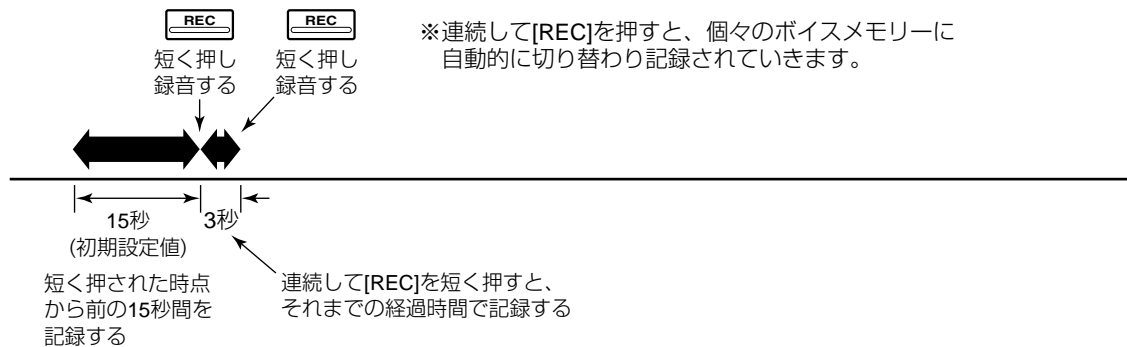 REC
短く押し
録音する
REC
短く押し
録音する
※連続して[REC]を押すと、個々のボイスメモリーに
自動的に切り替わり記録されていきます。
15秒
(初期設定値)
3秒
短く押された時点
から前の15秒間を
記録する
連続して[REC]を短く押すと、
それまでの経過時間で記録する